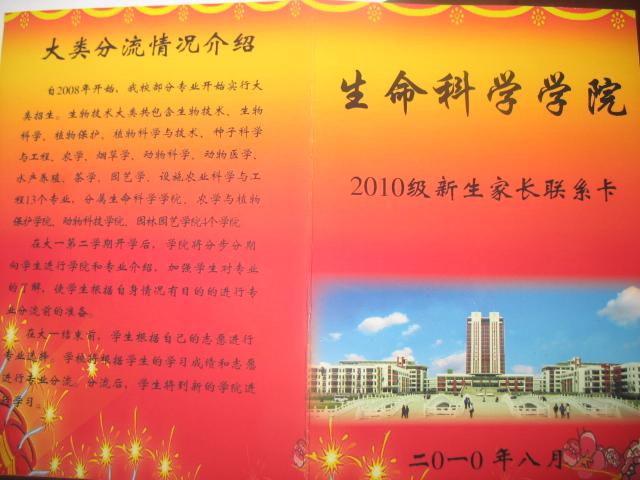 大类分流情况介绍
自2008年开始，我校部分专业开始实行大
类招生。生物技术大类共包含生物技术、生物
科学、植物保护、植物科学与技术、种子科学
与工程、农学、烟草学、动物科学、动物医学、
水产养殖、茶学、园艺学、设施农业科学与工
程13个专业，分属生命科学学院、农学与植物
保护学院、动物科技学院、园林园艺学院4个学院
在大一第二学期开学后，学院将分步分期
向学生进行学院和专业介绍，加强学生对专业
的了解，使学生根据自身情况有目的的进行专
业分流前的准备。
在大一结束前，学生根据自己的志愿进行
专业选择，学校将根据学生的学习成绩和志愿
进行专业分流。分流后，学生将到新的学院进
学习。
生命科学学院
2010级新生家长联系卡
二〇一〇年八月